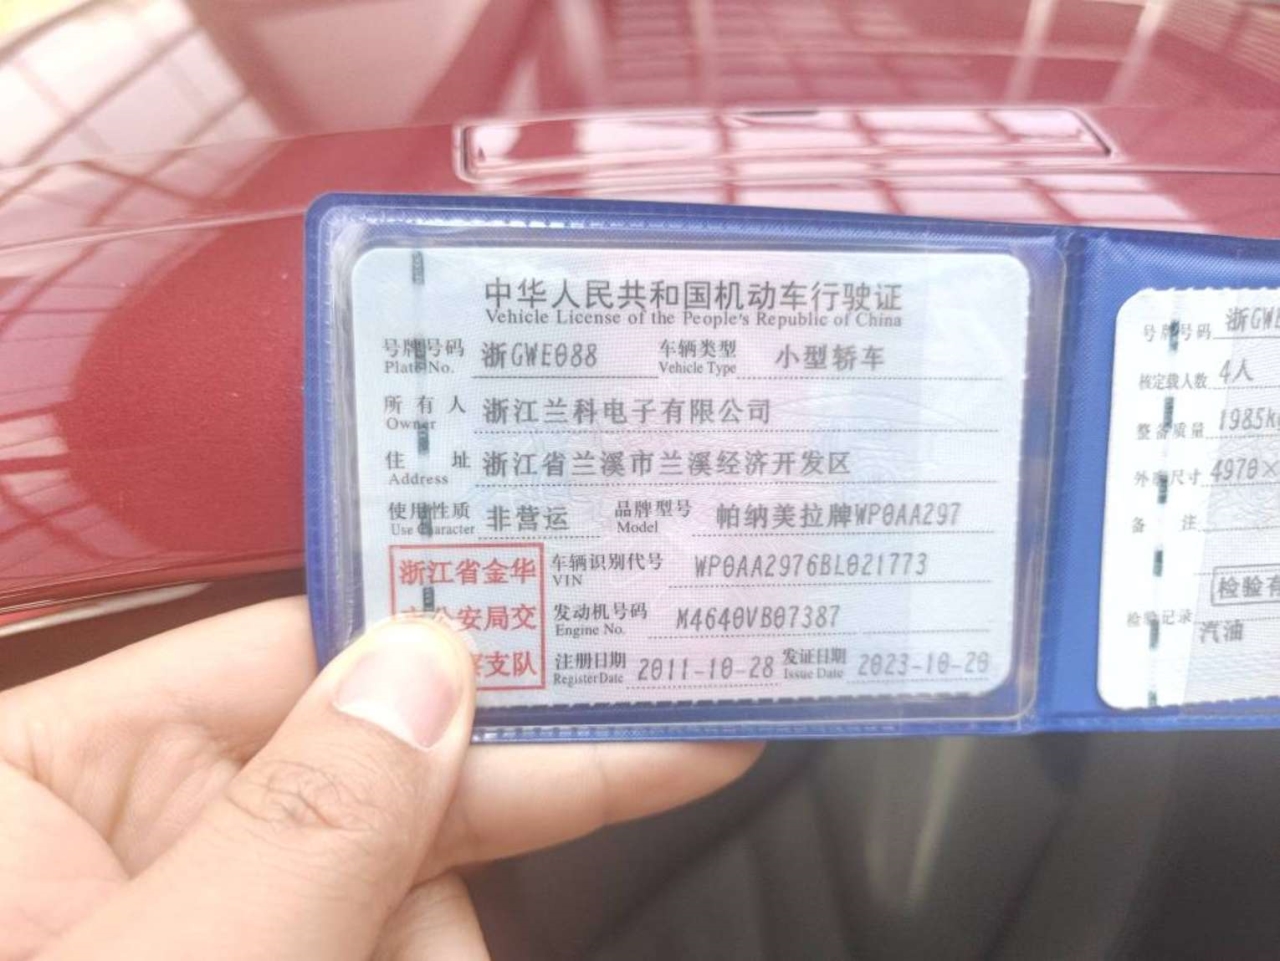 中华人民共和国机动车行驶证
Vehicle License of the People's Republic of China
号牌号码 浙GWE088 车辆类型 小型轿车
Plate No. Vehicle Type
所有人 浙江兰科电子有限公司
Owner
住址 浙江省兰溪市兰溪经济开发区
Address
使用性质 非营运 品牌型号 帕纳美拉牌WP0AA297
Use Character Model
浙江省金华 车辆识别代号 WP0AA2976BL021773
VIN
公安局交 发动机号码 M4640VB07387
Engine No.
支队 注册日期 2011-10-28 发证日期 2023-10-20
Register Date Issue Date
号牌号码 浙GWE
核定载人数 4人
整备质量 1985k
外廓尺寸 4970×
备注
检验有
检验记录
汽油